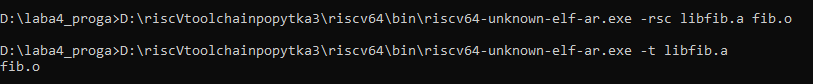 D:\laba4_proga>D:\riscVtoolchainpopytka3\riscv64\bin\riscv64-unknown-elf-ar.exe -rsc libfib.a fib.o
D:\laba4_proga>D:\riscVtoolchainpopytka3\riscv64\bin\riscv64-unknown-elf-ar.exe -t libfib.a
fib.o